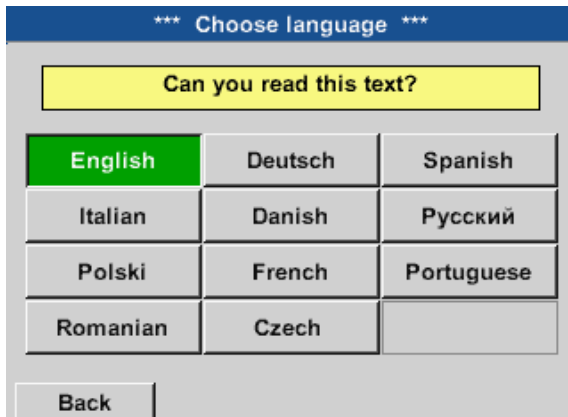 *** Choose language ***
Can you read this text?
English Deutsch Spanish
Italian Danish Русский
Polski French Portuguese
Romanian Czech
Back